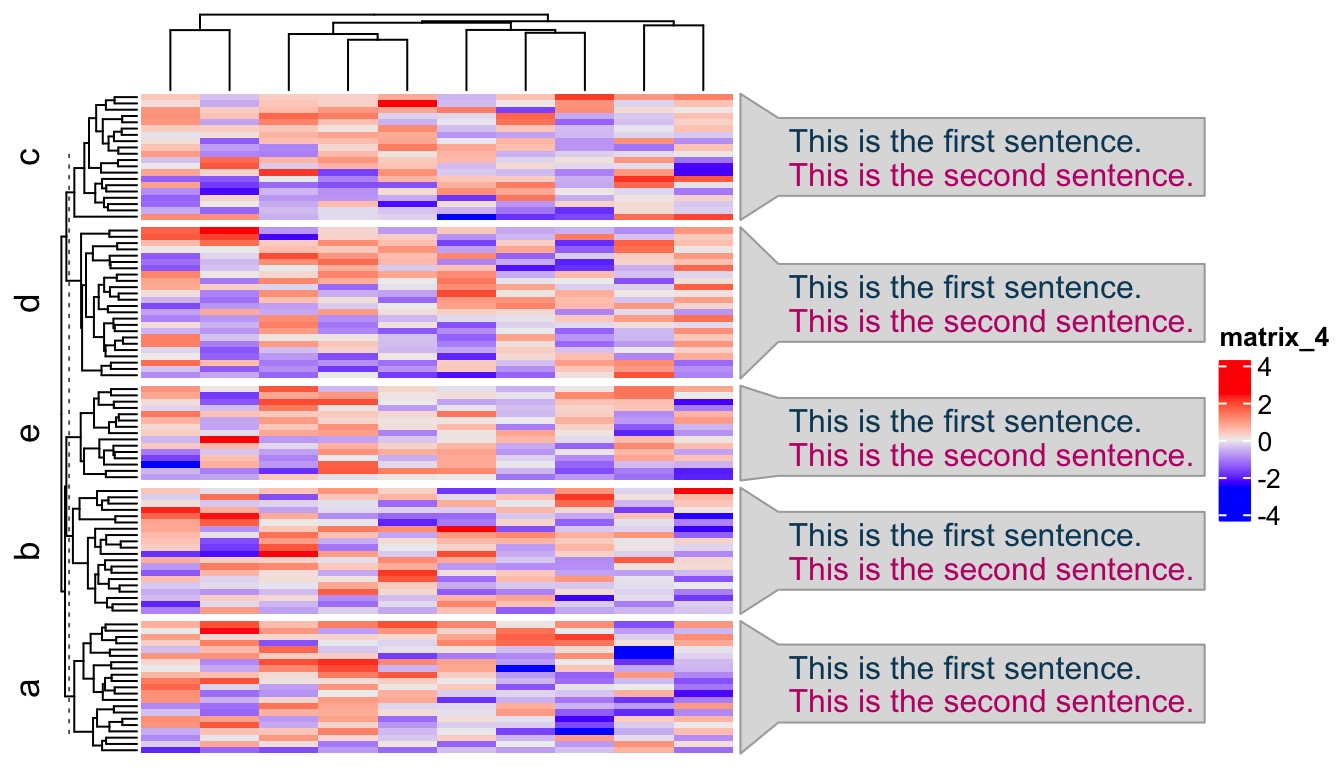 c
This is the first sentence.
This is the second sentence.
d
This is the first sentence.
This is the second sentence.
e
This is the first sentence.
This is the second sentence.
b
This is the first sentence.
This is the second sentence.
a
This is the first sentence.
This is the second sentence.
matrix_4
4
2
0
-2
-4